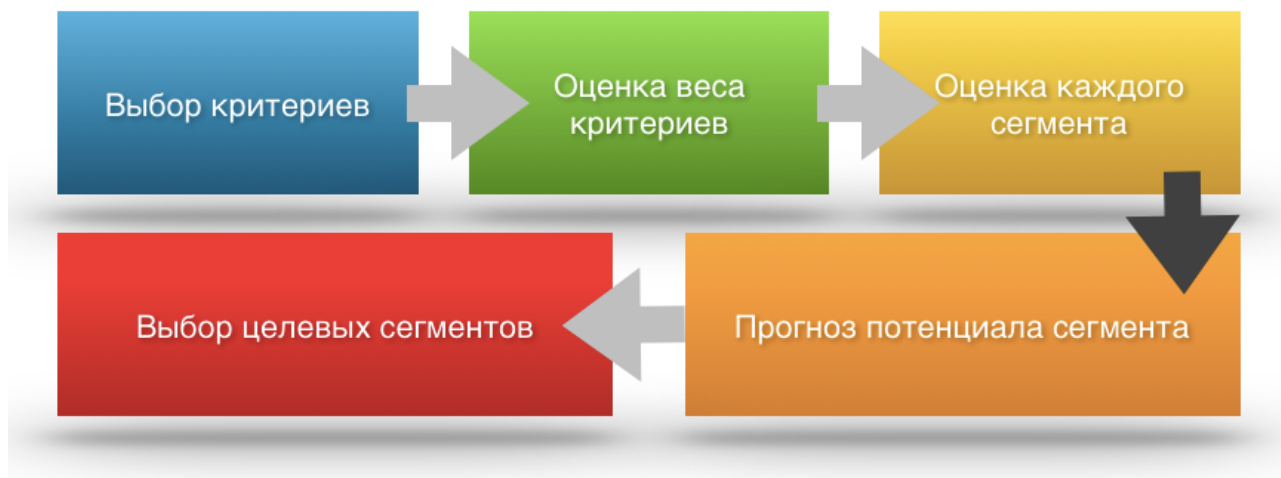 Выбор критериев
Оценка веса
критериев
Оценка каждого
сегмента
Прогноз потенциала сегмента
Выбор целевых сегментов